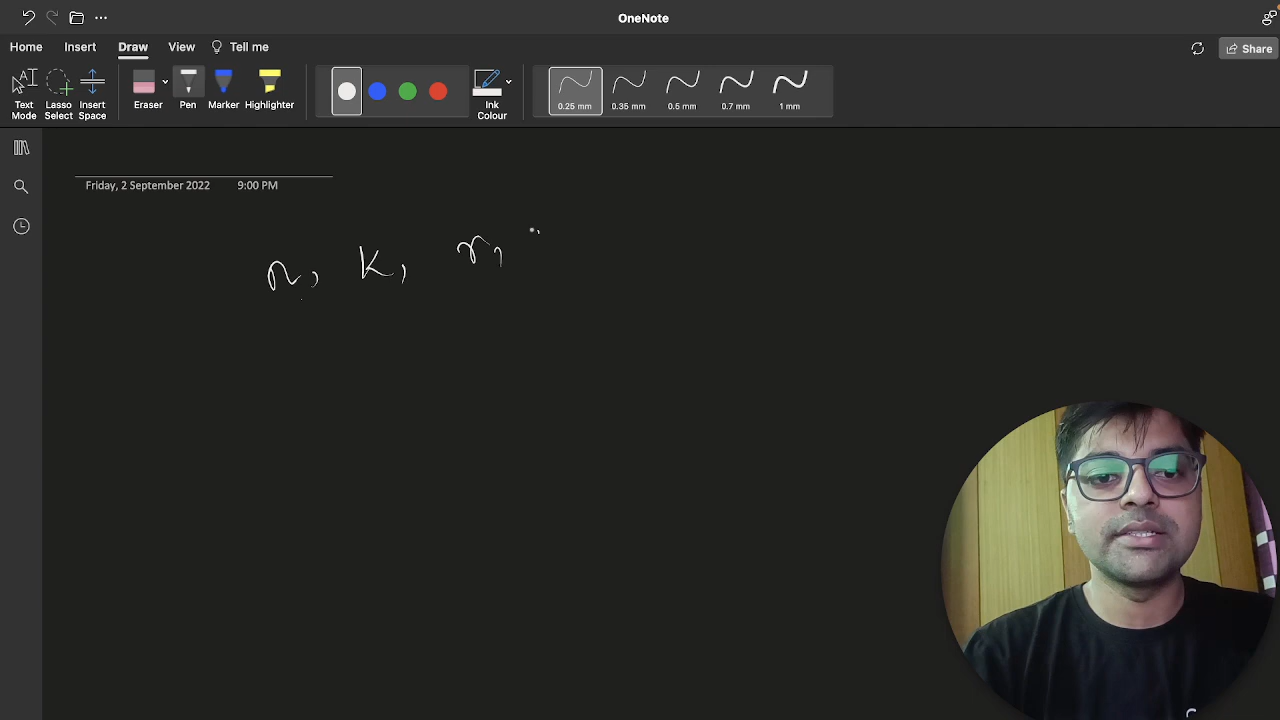 OneNote
Share
Home Insert Draw View Tell me
Text Mode
Lasso Select
Insert Space
Eraser
Pen
Marker
Highlighter
Ink Colour
0.25 mm
0.35 mm
0.5 mm
0.7 mm
1 mm
Friday, 2 September 2022 9:00 PM
n, k, r,